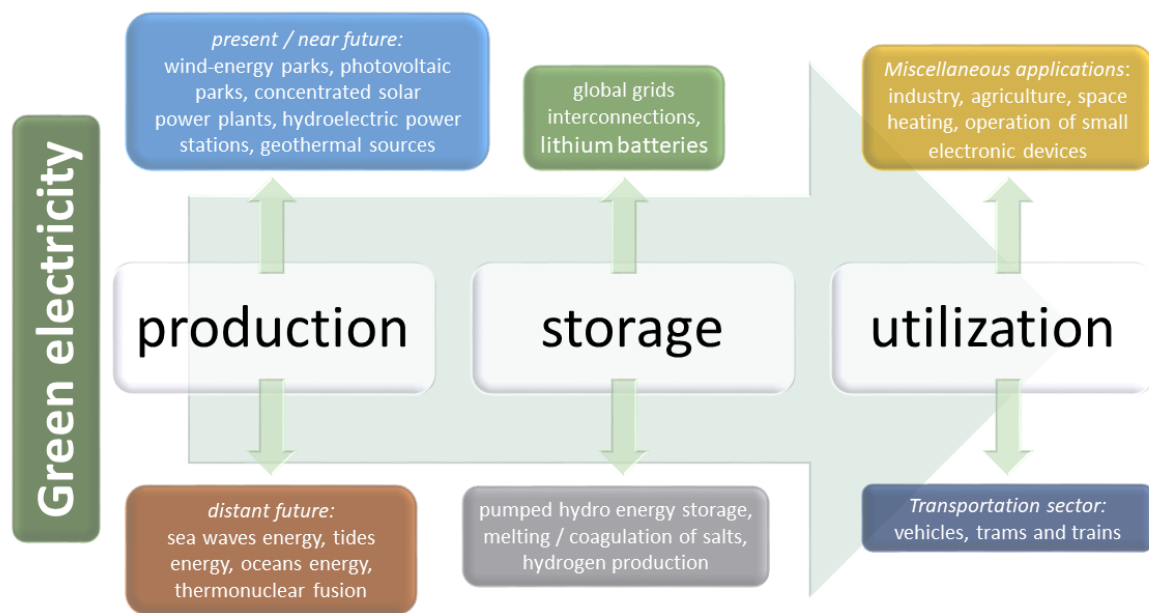 Green electricity
present / near future:
wind-energy parks, photovoltaic
parks, concentrated solar
power plants, hydroelectric power
stations, geothermal sources
global grids
interconnections,
lithium batteries
Miscellaneous applications:
industry, agriculture, space
heating, operation of small
electronic devices
production
storage
utilization
distant future:
sea waves energy, tides
energy, oceans energy,
thermonuclear fusion
pumped hydro energy storage,
melting / coagulation of salts,
hydrogen production
Transportation sector:
vehicles, trams and trains